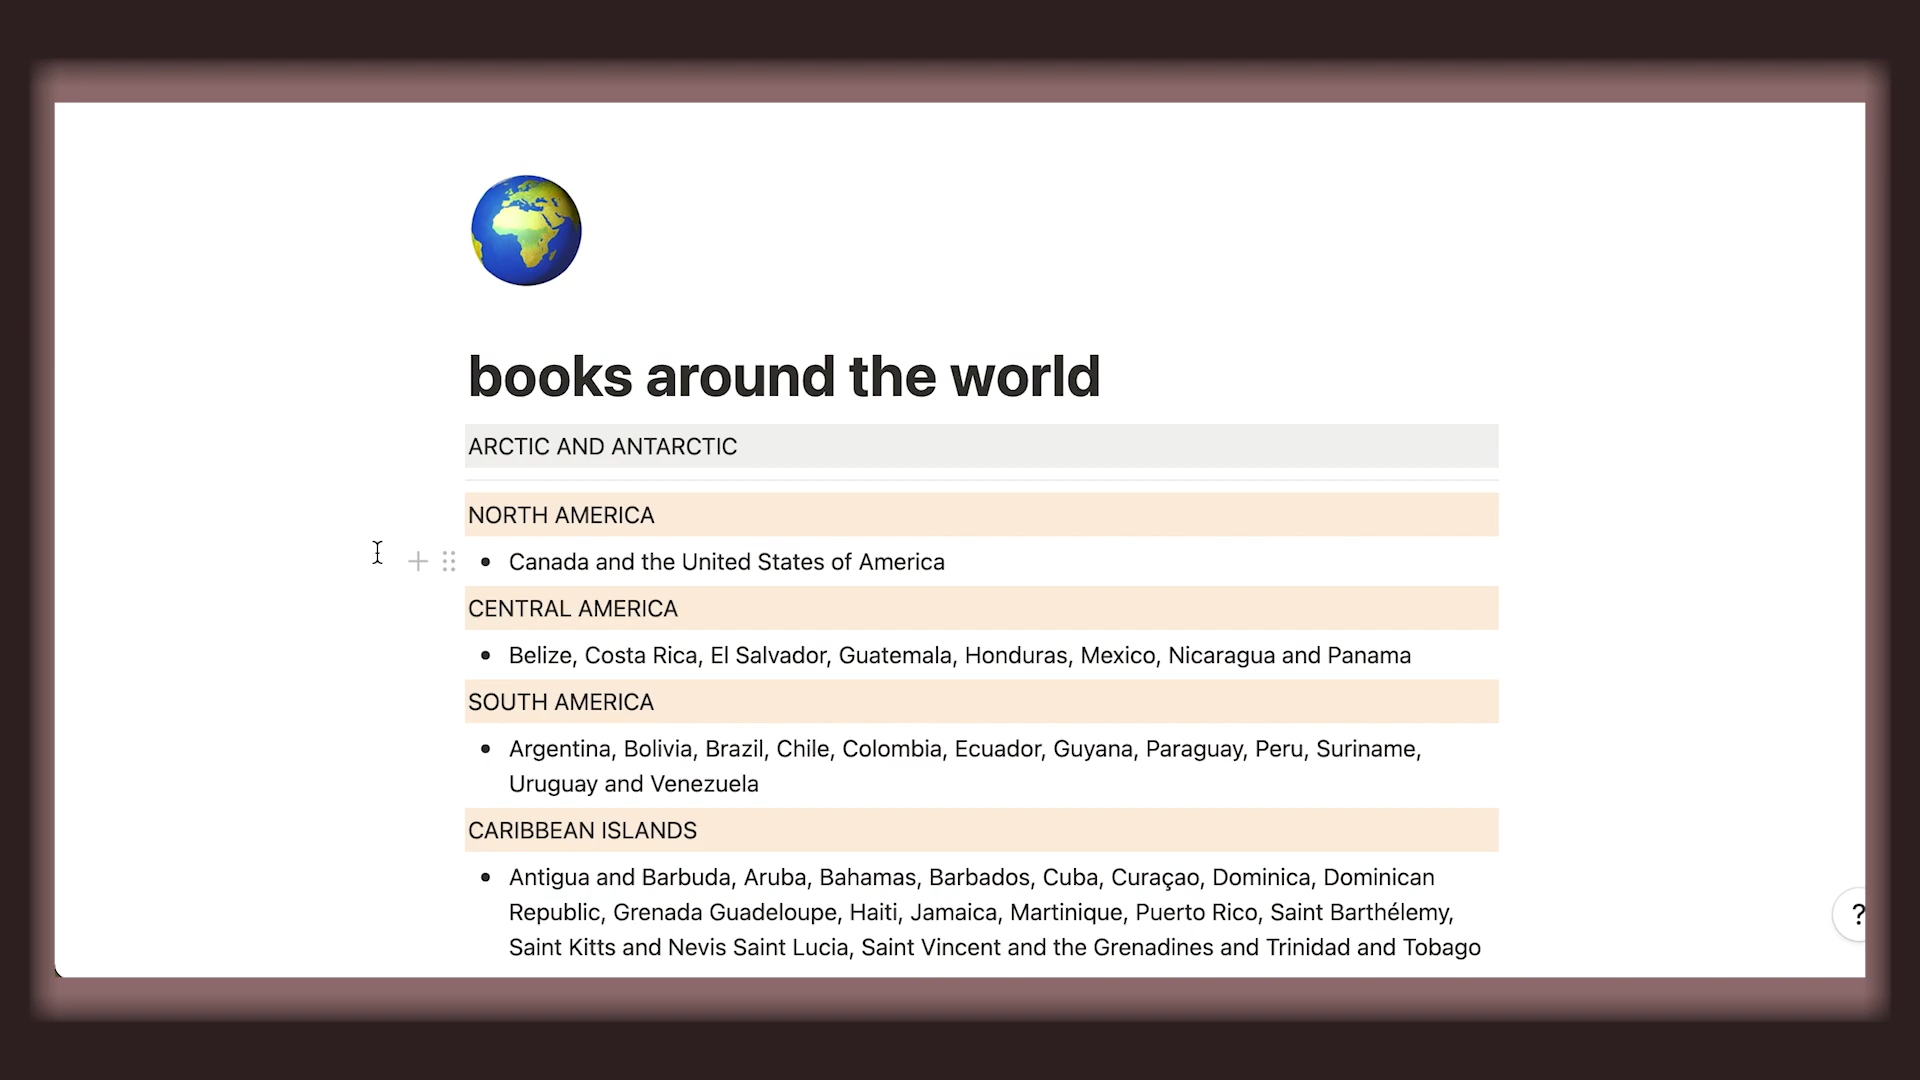 books around the world
ARCTIC AND ANTARCTIC
NORTH AMERICA
• Canada and the United States of America
CENTRAL AMERICA
• Belize, Costa Rica, El Salvador, Guatemala, Honduras, Mexico, Nicaragua and Panama
SOUTH AMERICA
• Argentina, Bolivia, Brazil, Chile, Colombia, Ecuador, Guyana, Paraguay, Peru, Suriname,
Uruguay and Venezuela
CARIBBEAN ISLANDS
• Antigua and Barbuda, Aruba, Bahamas, Barbados, Cuba, Curaçao, Dominica, Dominican
Republic, Grenada Guadeloupe, Haiti, Jamaica, Martinique, Puerto Rico, Saint Barthélemy,
Saint Kitts and Nevis Saint Lucia, Saint Vincent and the Grenadines and Trinidad and Tobago
?